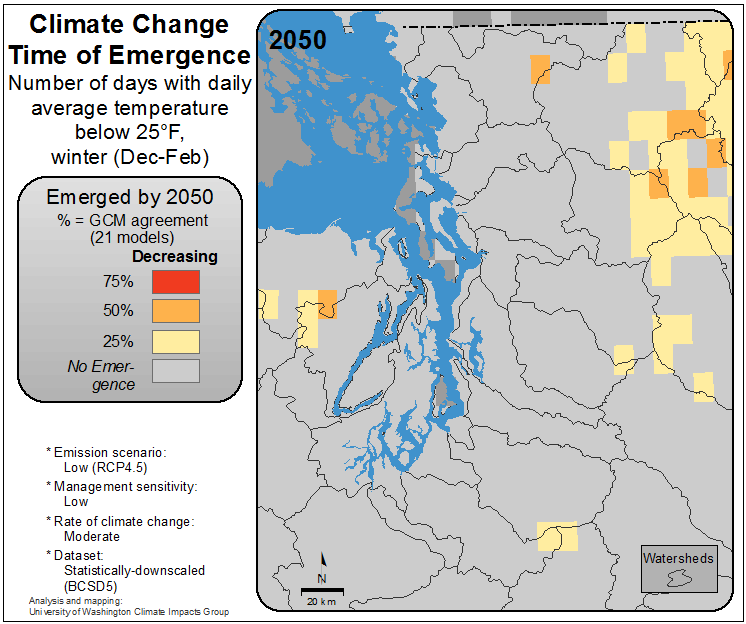 Climate Change
Time of Emergence
Number of days with daily
average temperature
below 25°F,
winter (Dec-Feb)
Emerged by 2050
% = GCM agreement
(21 models)
Decreasing
75%
50%
25%
No Emer-
gence
* Emission scenario:
Low (RCP4.5)
* Management sensitivity:
Low
* Rate of climate change:
Moderate
* Dataset:
Statistically-downscaled
(BCSD5)
Analysis and mapping:
University of Washington Climate Impacts Group
2050
N
20 km
Watersheds